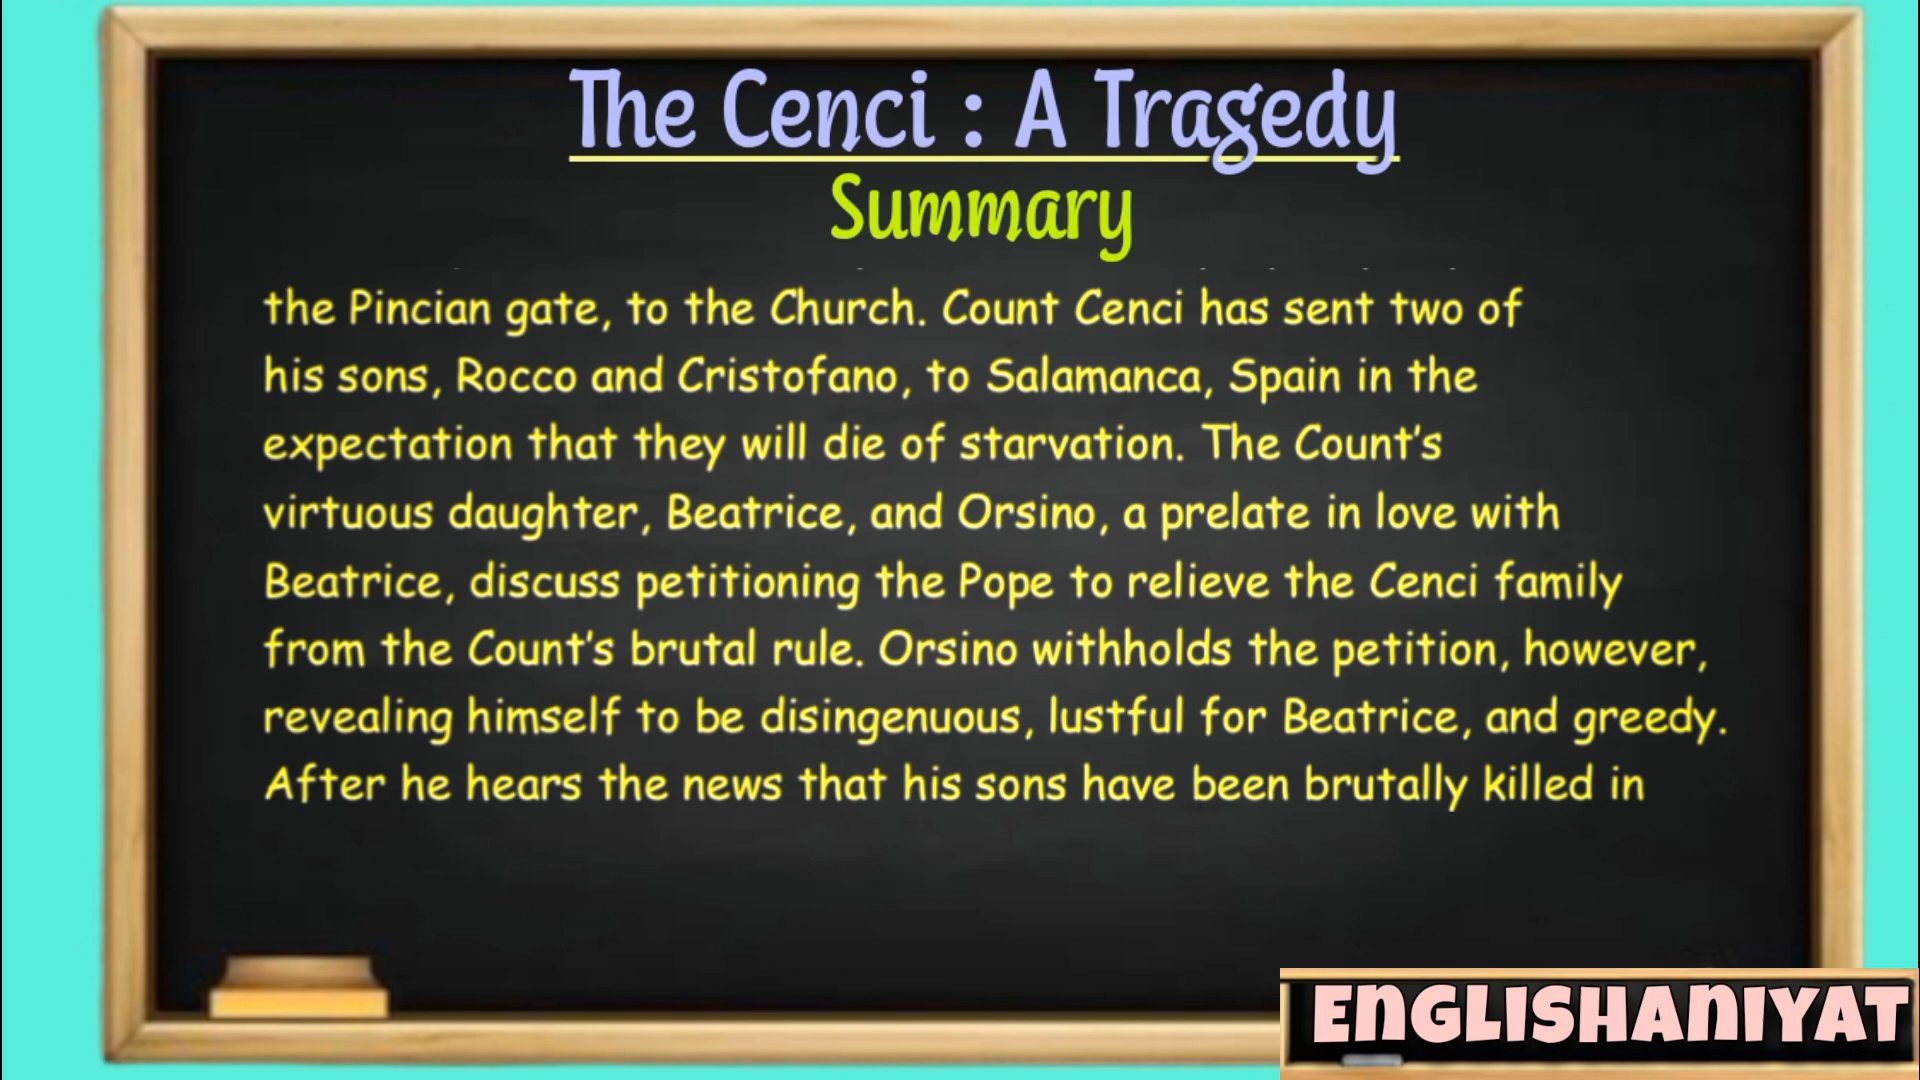 The Cenci : A Tragedy
Summary
the Pincian gate, to the Church. Count Cenci has sent two of
his sons, Rocco and Cristofano, to Salamanca, Spain in the
expectation that they will die of starvation. The Count's
virtuous daughter, Beatrice, and Orsino, a prelate in love with
Beatrice, discuss petitioning the Pope to relieve the Cenci family
from the Count's brutal rule. Orsino withholds the petition, however,
revealing himself to be disingenuous, lustful for Beatrice, and greedy.
After he hears the news that his sons have been brutally killed in
ENGLISHANIYAT